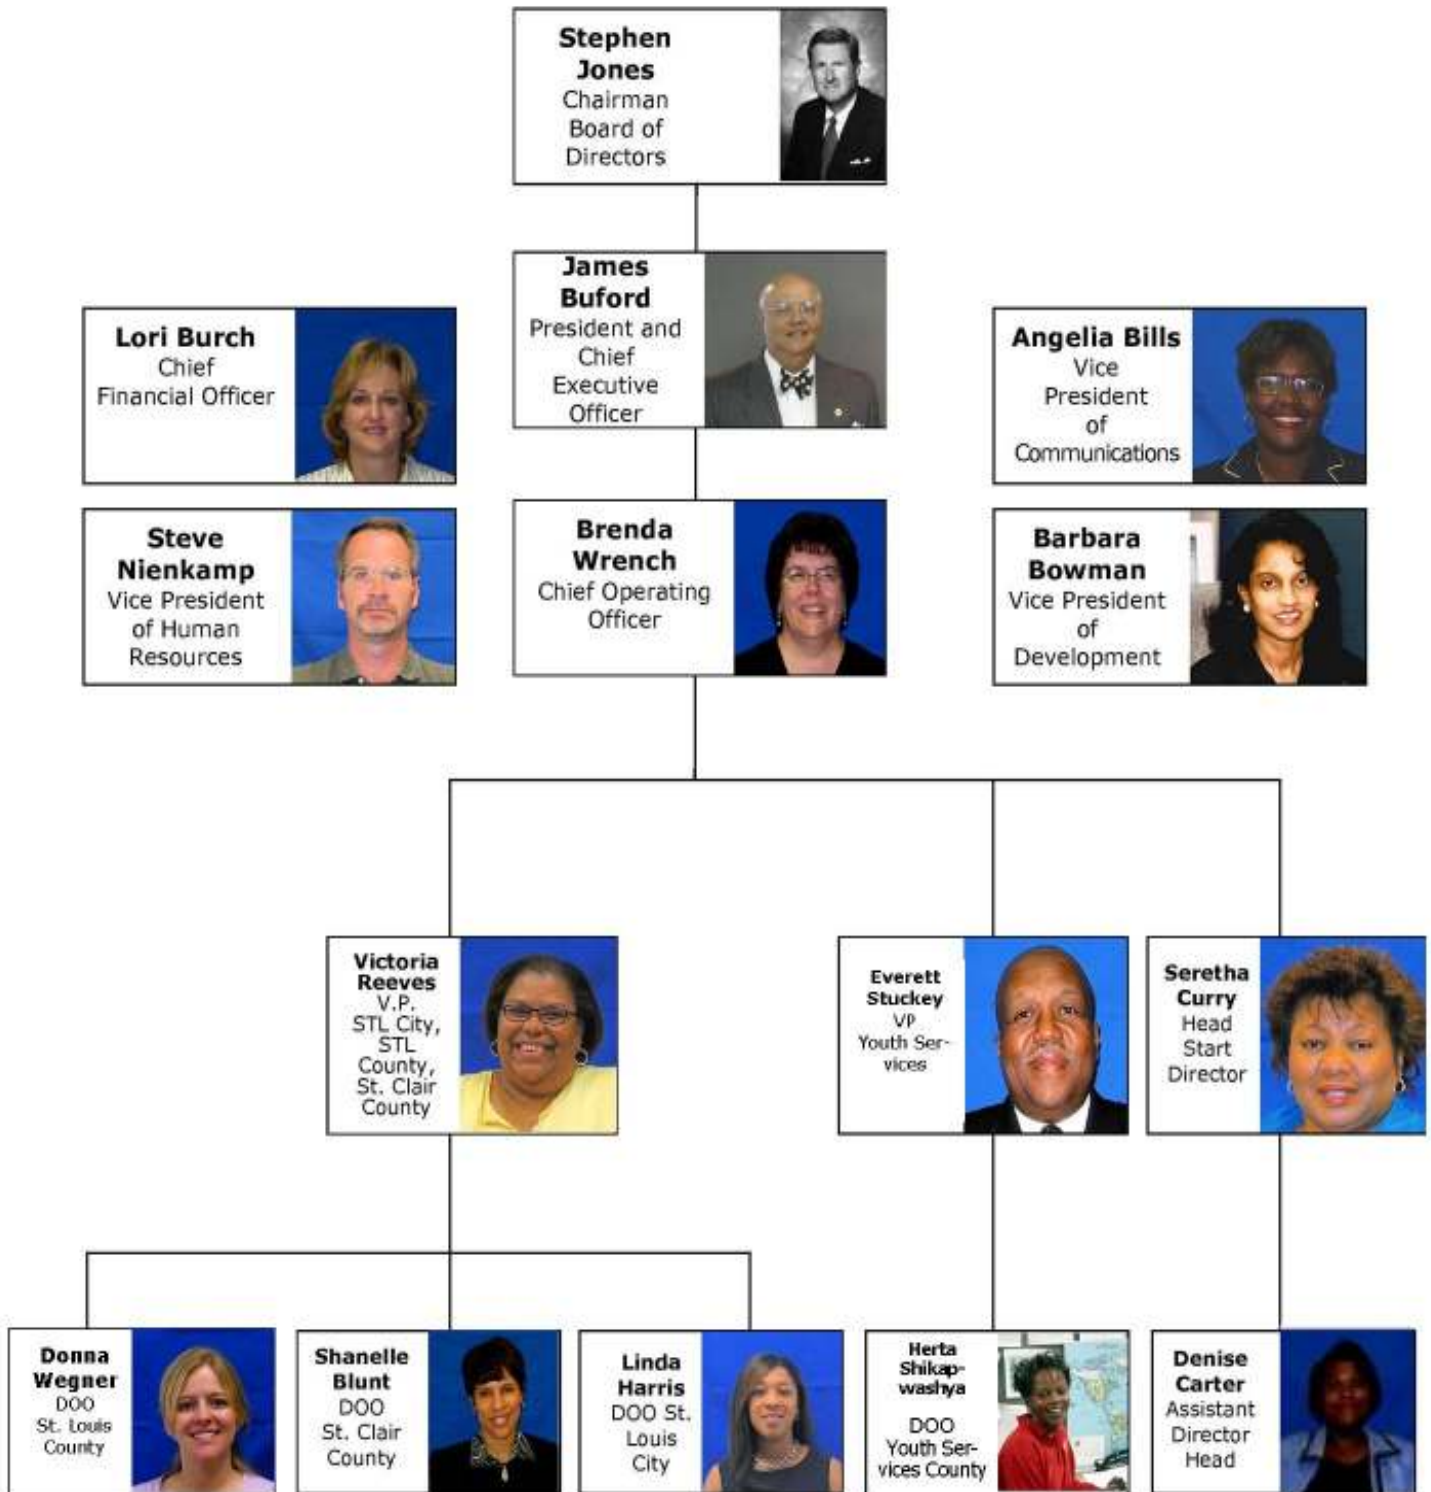 Stephen
Jones
Chairman
Board of
Directors
James
Buford
President and
Chief
Executive
Officer
Lori Burch
Chief
Financial Officer
Angelia Bills
Vice
President
of
Communications
Steve
Nienkamp
Vice President
of Human
Resources
Brenda
Wrench
Chief Operating
Officer
Barbara
Bowman
Vice President
of
Development
Victoria
Reeves
V.P.
STL City,
STL
County,
St. Clair
County
Everett
Stuckey
VP
Youth Ser-
vices
Seretha
Curry
Head
Start
Director
Donna
Wegner
DOO
St. Louis
County
Shanelle
Blunt
DOO
St. Clair
County
Linda
Harris
DOO St.
Louis
City
Herta
Shikap-
washya
DOO
Youth Ser-
vices County
Denise
Carter
Assistant
Director
Head